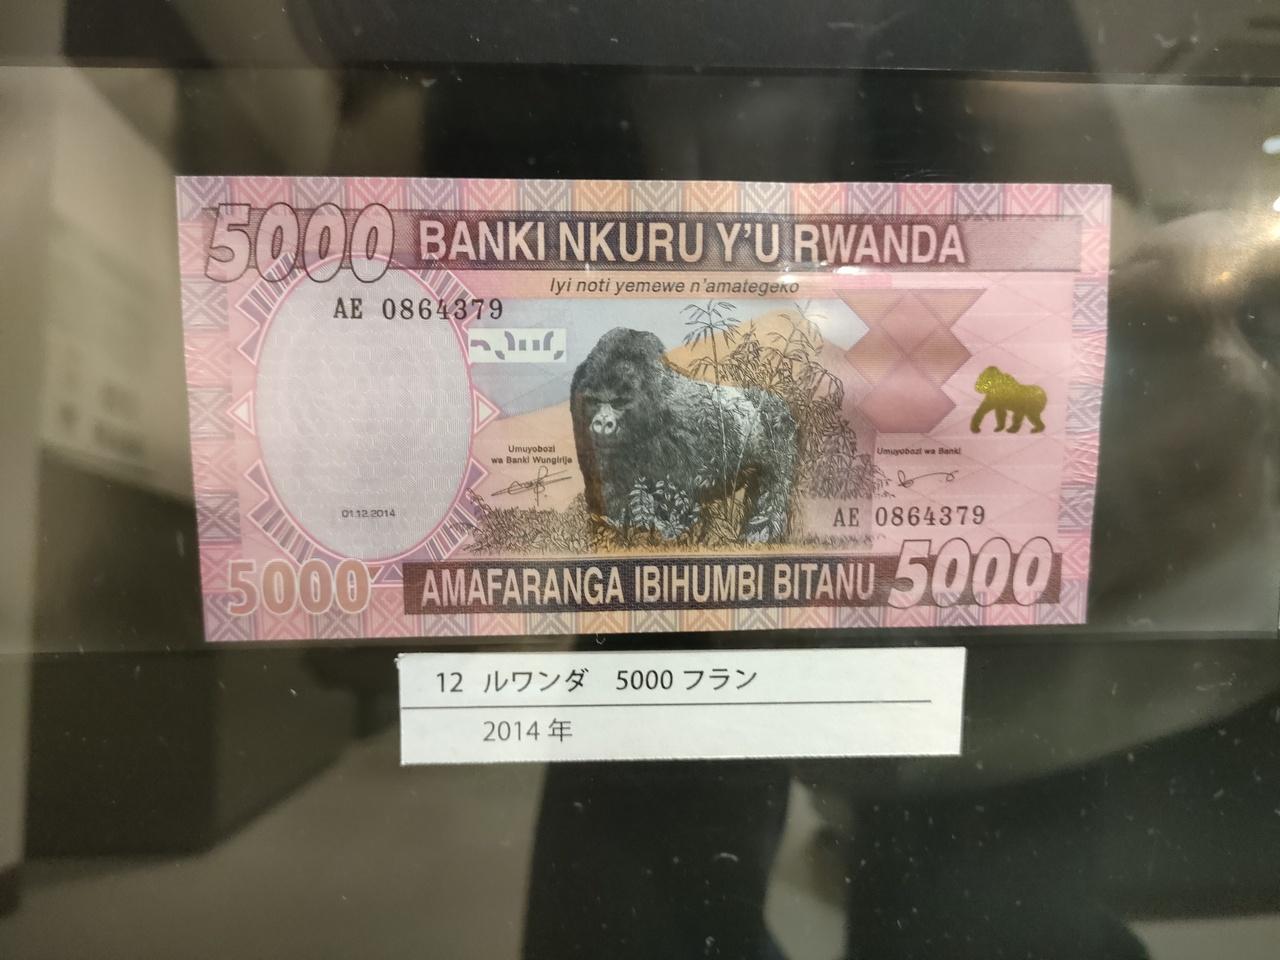 5000 BANKI NKURU Y'U RWANDA
Iyi noti yemewe n'amategeko
AE 0864379
Umuyobozi
wa Banki Wungirije
Umuyobozi wa Banki
01.12.2014
AE 0864379
5000 AMAFARANGA IBIHUMBI BITANU 5000
12 ルワンダ 5000 フラン
2014 年